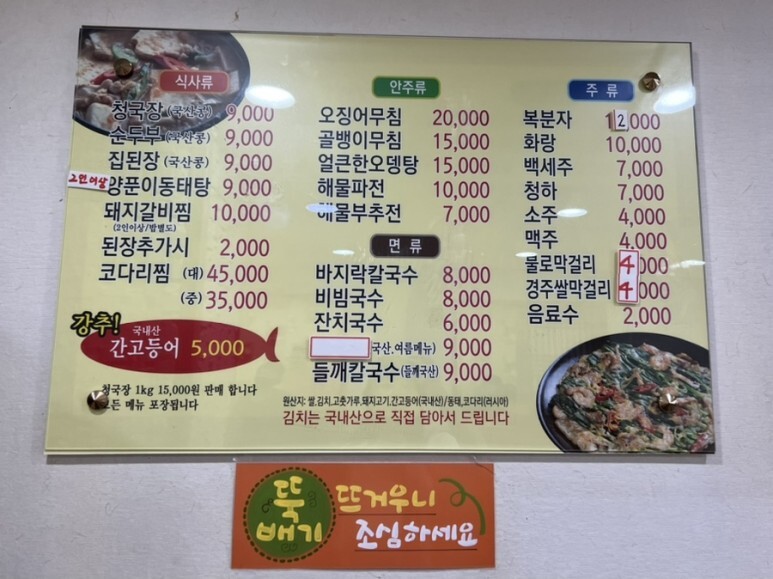 식사류
청국장 (국산콩) 9,000
순두부 (국산콩) 9,000
집된장 (국산콩) 9,000
2인이상 양푼이동태탕 9,000
돼지갈비찜 10,000
(2인이상/밥별도)
된장추가시 2,000
코다리찜 (대) 45,000
(중) 35,000
강추!
국내산
간고등어 5,000
청국장 1kg 15,000원 판매 합니다
모든 메뉴 포장됩니다
안주류
오징어무침 20,000
골뱅이무침 15,000
얼큰한오뎅탕 15,000
해물파전 10,000
해물부추전 7,000
면 류
바지락칼국수 8,000
비빔국수 8,000
잔치국수 6,000
국산.여름메뉴) 9,000
들깨칼국수(들깨국산) 9,000
원산지: 쌀,김치,고춧가루,돼지고기,간고등어(국내산)/동태,코다리(러시아)
김치는 국내산으로 직접 담아서 드립니다
주 류
복분자 12,000
화랑 10,000
백세주 7,000
청하 7,000
소주 4,000
맥주 4,000
불로막걸리 4,000
경주쌀막걸리 4,000
음료수 2,000
뚝배기
뜨거우니
조심하세요